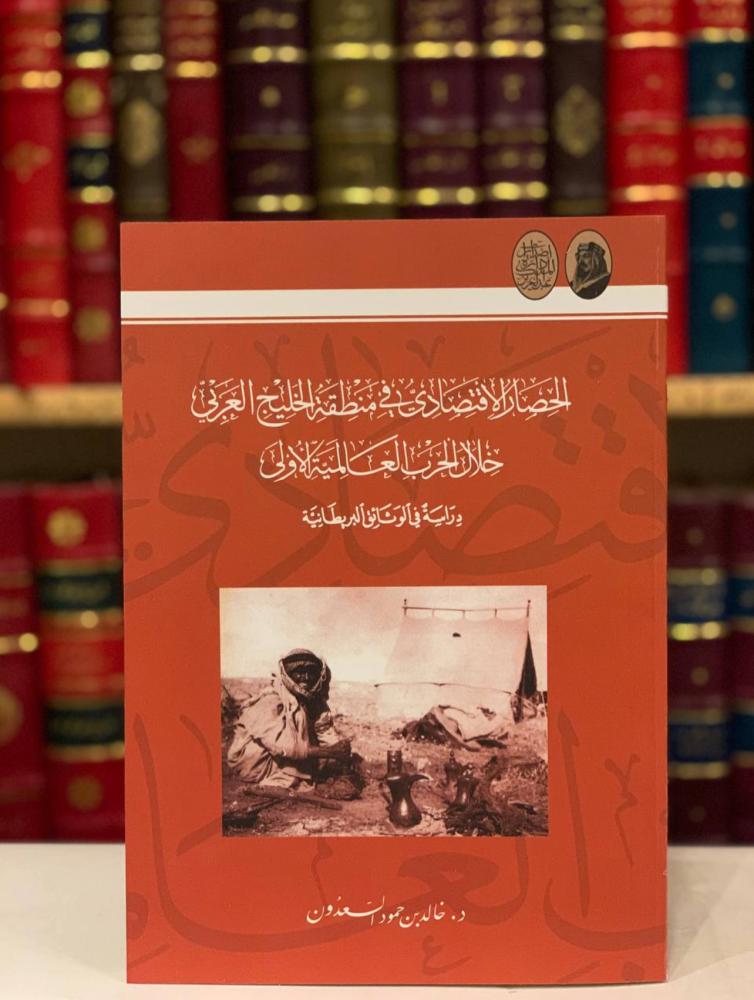 الحصار الاقتصادي في منطقة الخليج العربي
خلال الحرب العالمية الأولى
دراسة في الوثائق البريطانية
د. خالد بن حمود السعدون